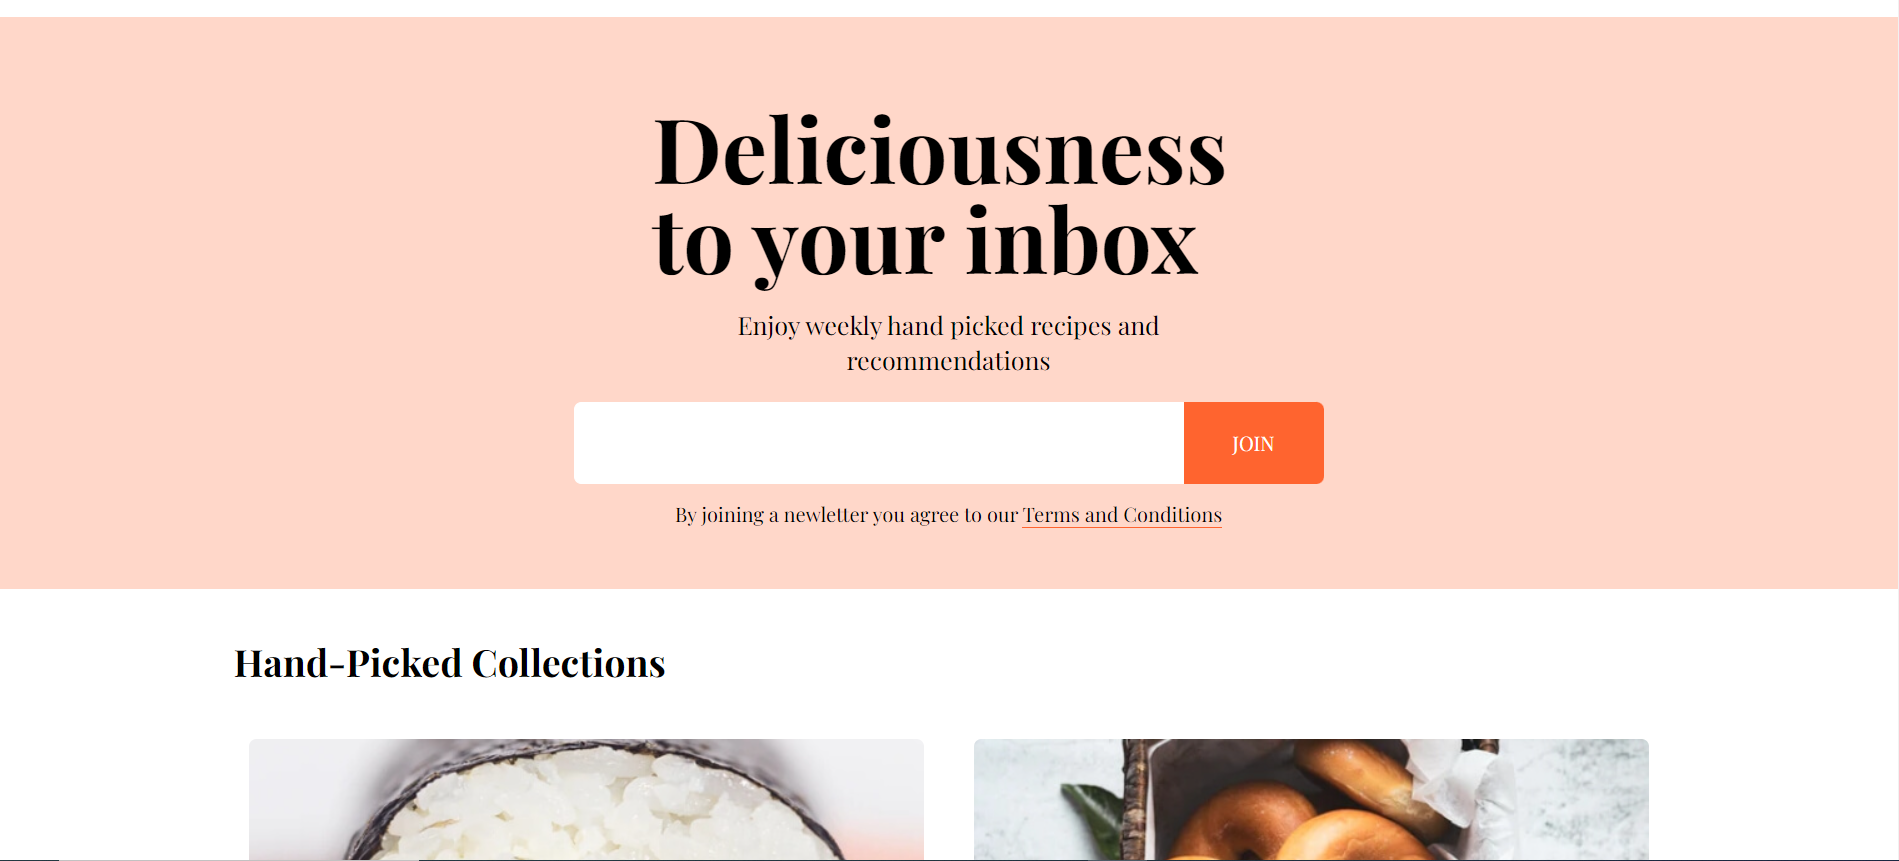 Deliciousness
to your inbox
Enjoy weekly hand picked recipes and
recommendations
JOIN
By joining a newletter you agree to our Terms and Conditions
Hand-Picked Collections